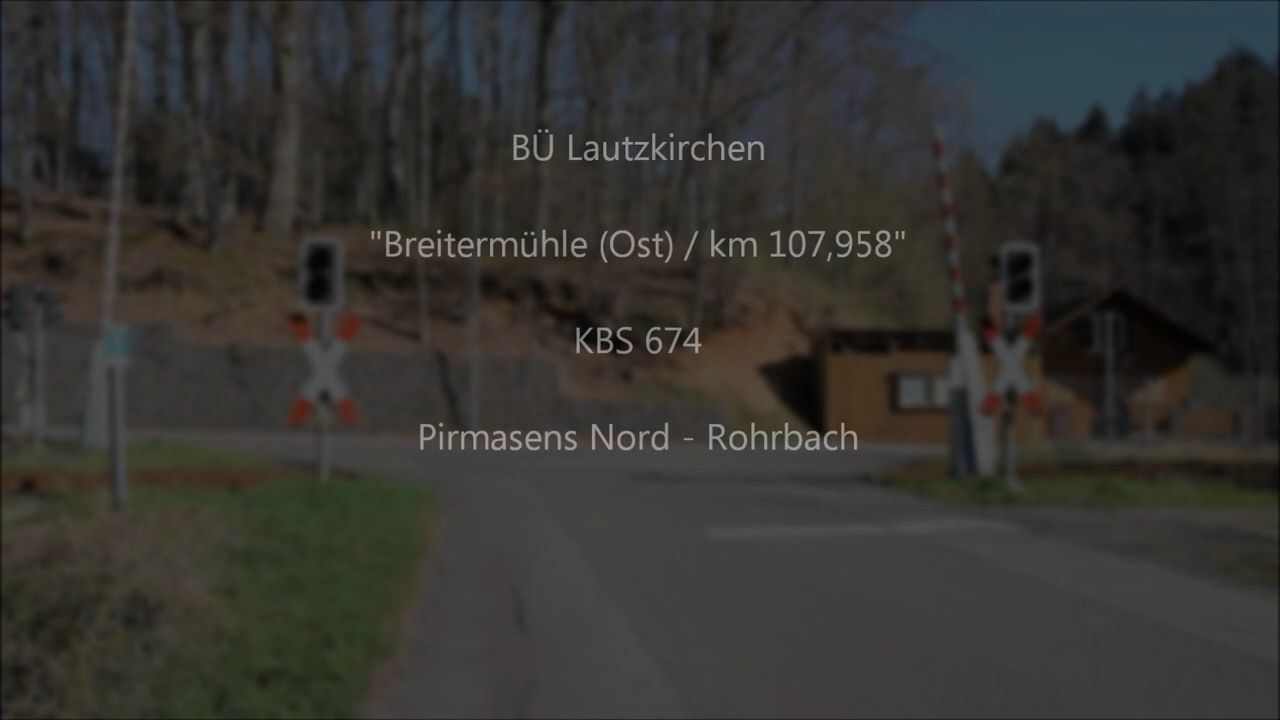 BÜ Lautzkirchen
"Breitermühle (Ost) / km 107,958"
KBS 674
Pirmasens Nord - Rohrbach